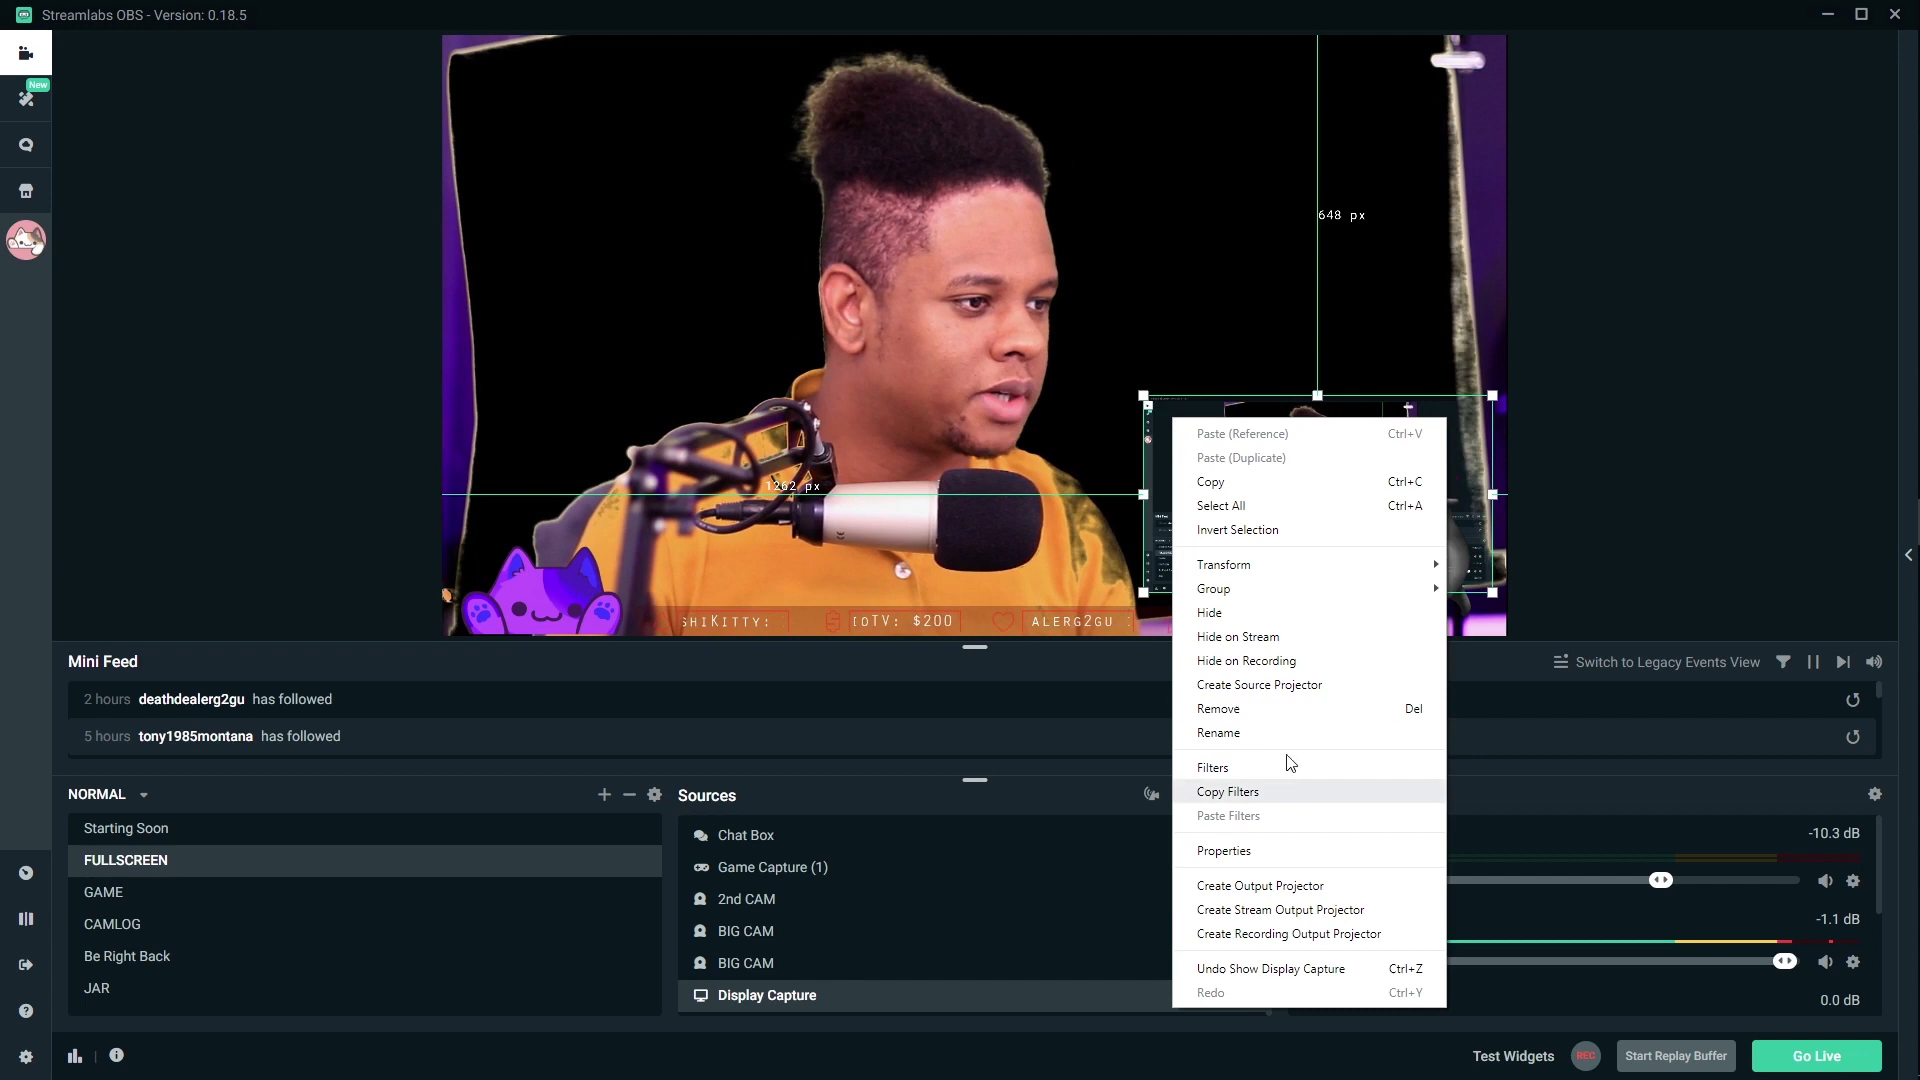 Streamlabs OBS - Version: 0.18.5
New
648 px
1262 px
SHIKITTY:
IOTV: $200
ALERG2GU :
Paste (Reference) Ctrl+V
Paste (Duplicate)
Copy Ctrl+C
Select All Ctrl+A
Invert Selection
Transform
Group
Hide
Hide on Stream
Hide on Recording
Create Source Projector
Remove Del
Rename
Filters
Copy Filters
Paste Filters
Properties
Create Output Projector
Create Stream Output Projector
Create Recording Output Projector
Undo Show Display Capture Ctrl+Z
Redo Ctrl+Y
Mini Feed
Switch to Legacy Events View
2 hours deathdealerg2gu has followed
5 hours tony1985montana has followed
NORMAL
Starting Soon
FULLSCREEN
GAME
CAMLOG
Be Right Back
JAR
Sources
Chat Box
Game Capture (1)
2nd CAM
BIG CAM
BIG CAM
Display Capture
-10.3 dB
-1.1 dB
0.0 dB
Test Widgets
REC
Start Replay Buffer
Go Live